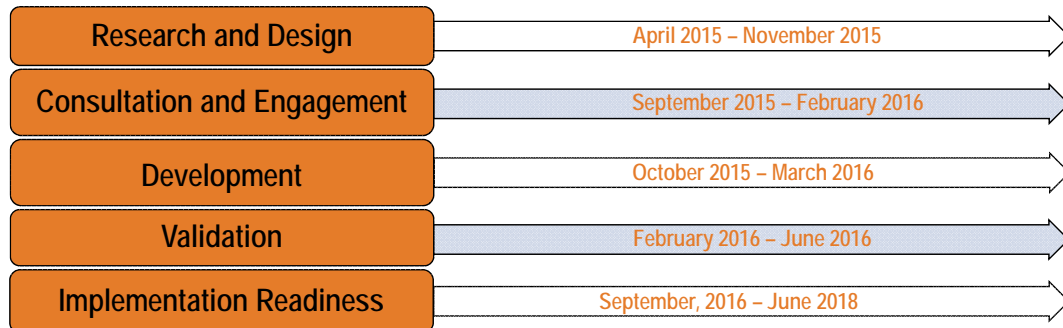 Research and Design
April 2015 – November 2015
Consultation and Engagement
September 2015 – February 2016
Development
October 2015 – March 2016
Validation
February 2016 – June 2016
Implementation Readiness
September, 2016 – June 2018